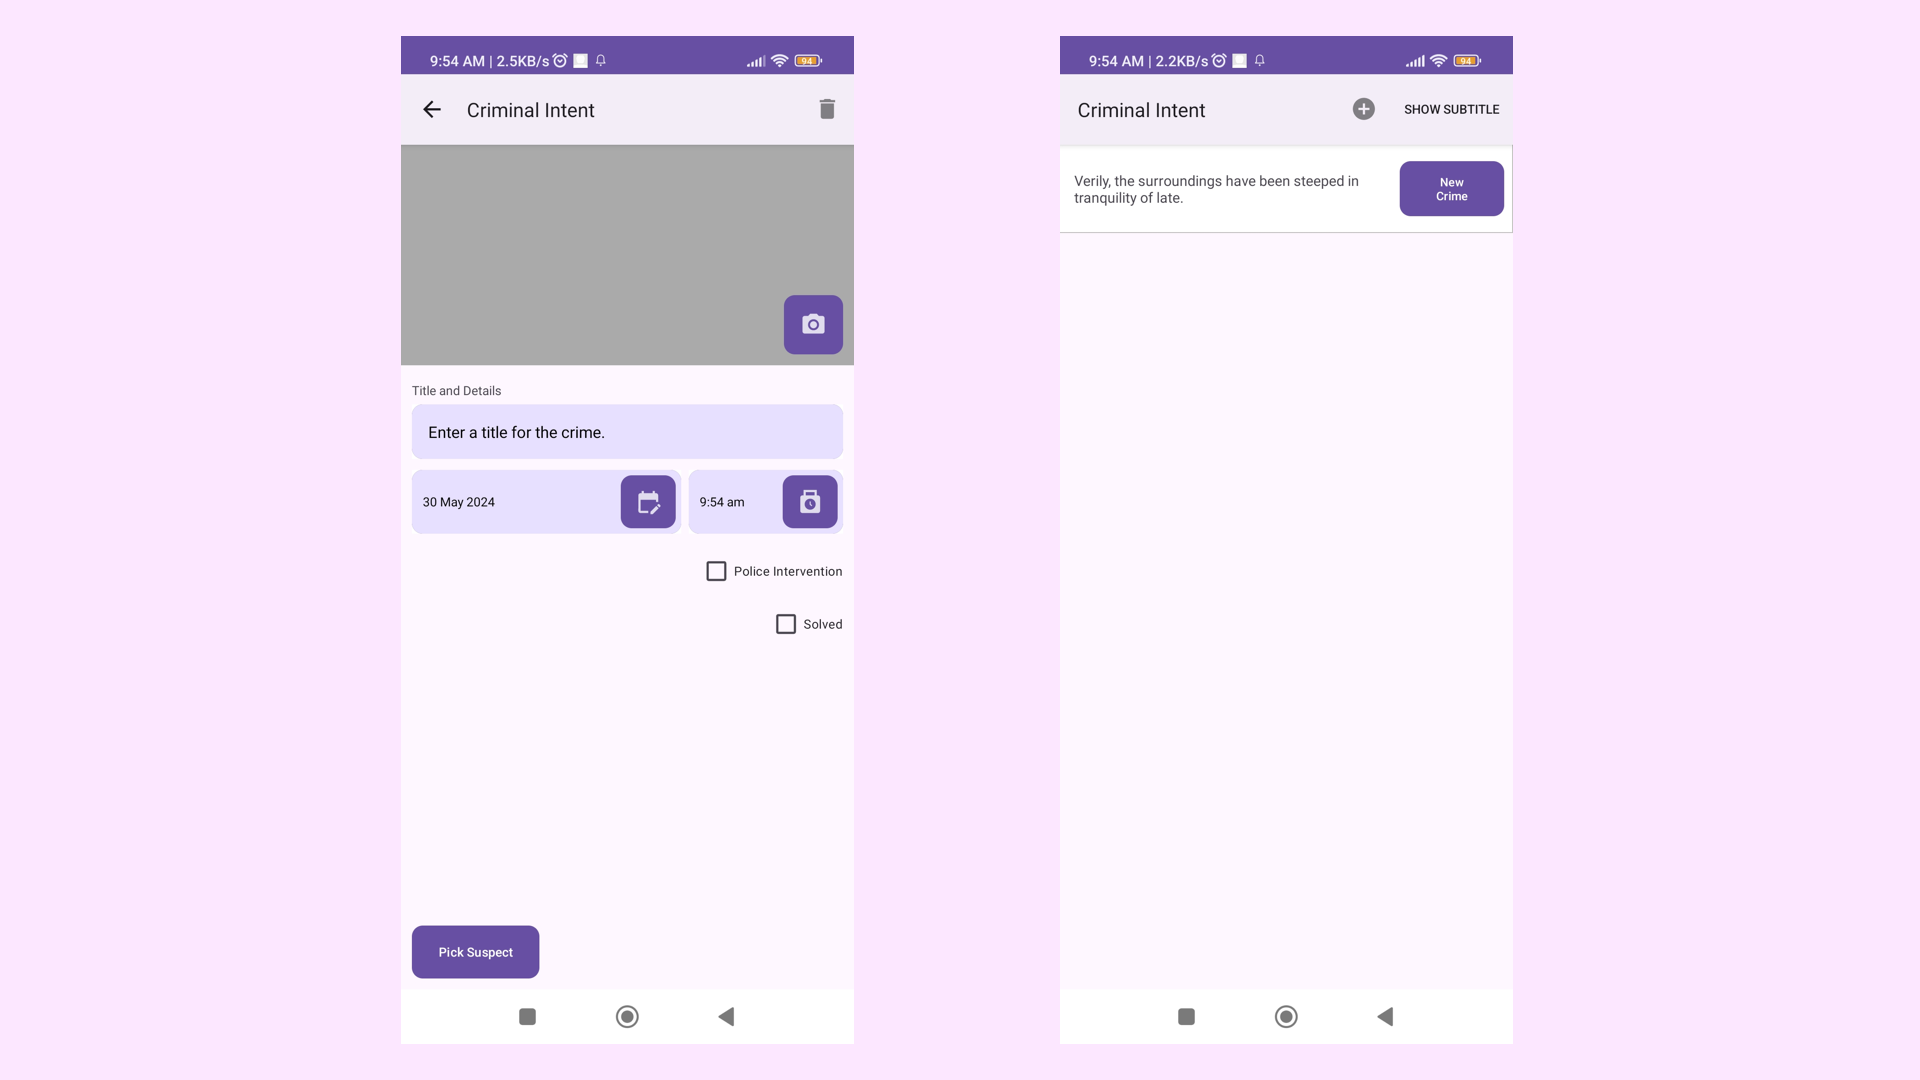 9:54 AM | 2.5KB/s
94
Criminal Intent
Title and Details
Enter a title for the crime.
30 May 2024
9:54 am
Police Intervention
Solved
Pick Suspect
9:54 AM | 2.2KB/s
94
Criminal Intent
SHOW SUBTITLE
Verily, the surroundings have been steeped in
tranquility of late.
New
Crime